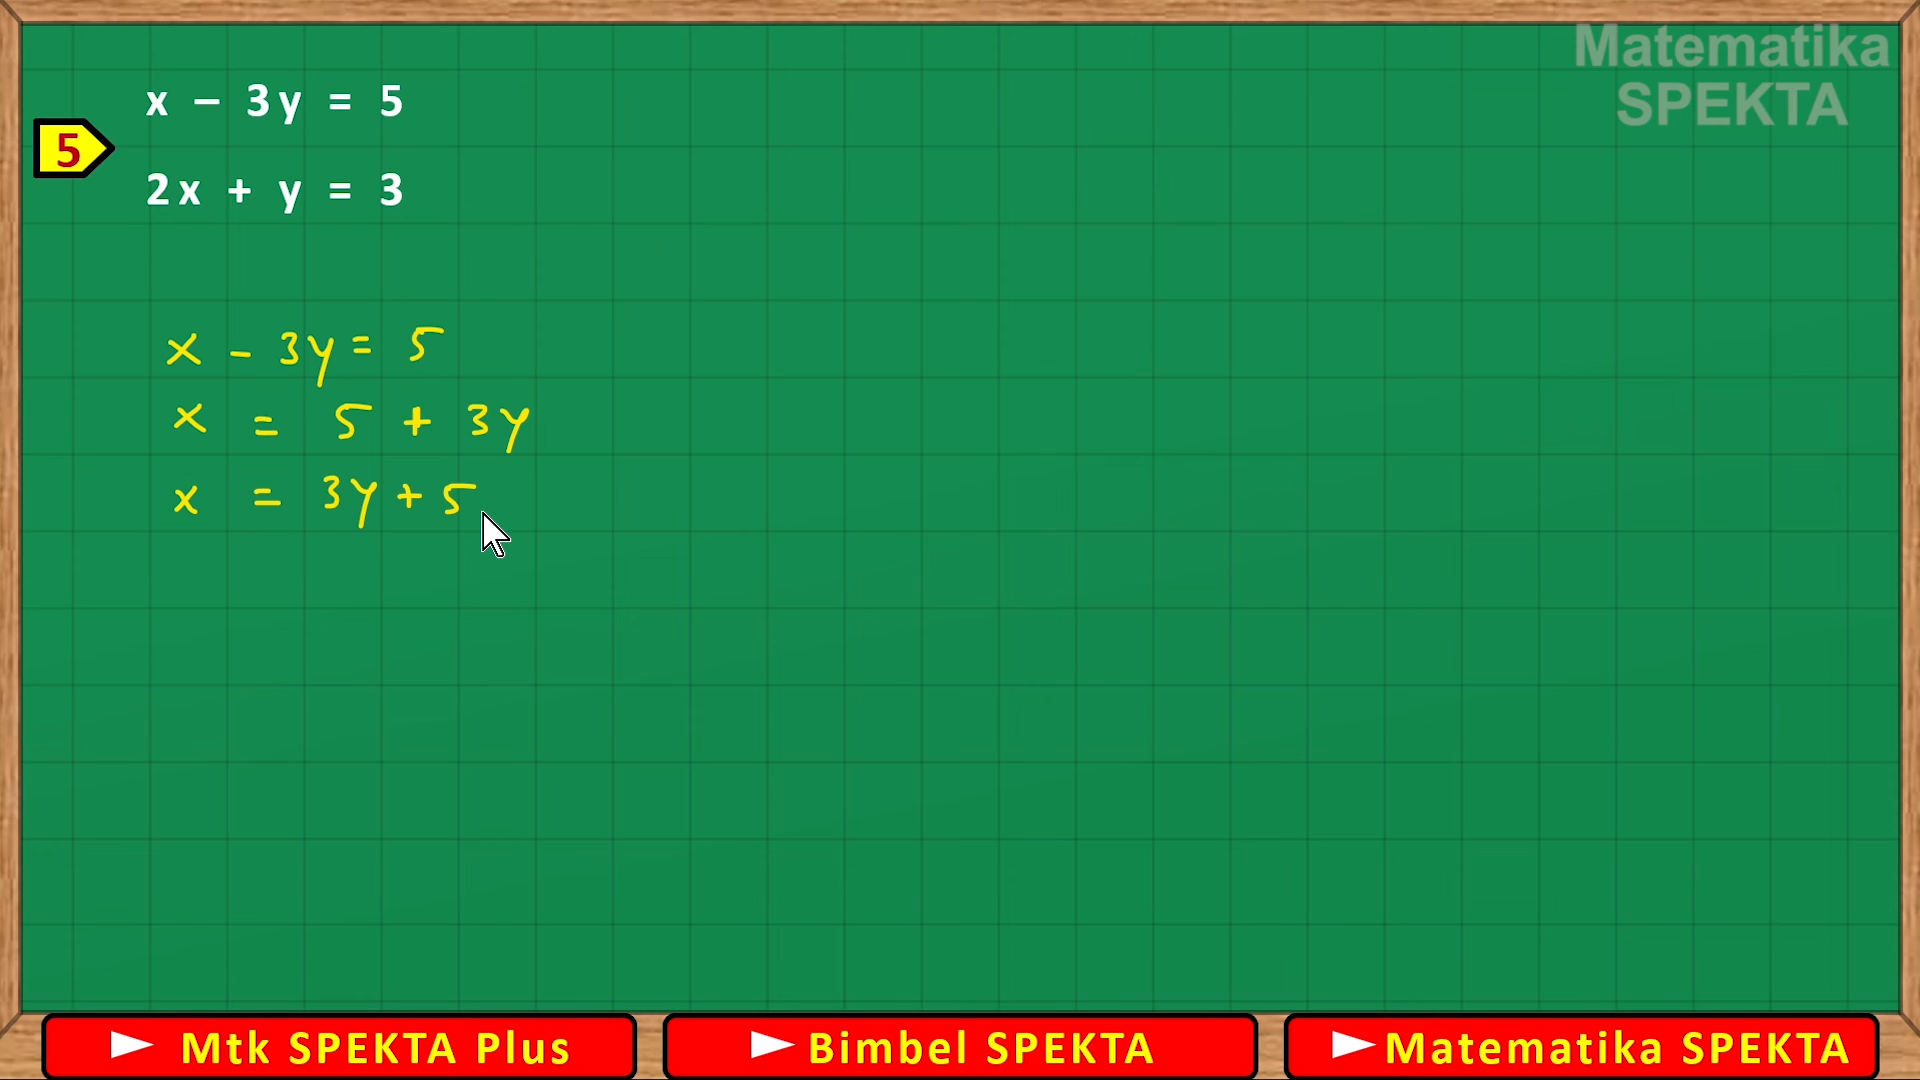 Matematika
SPEKTA
x – 3y = 5
5
2x + y = 3
x - 3y = 5
x = 5 + 3y
x = 3y + 5
Mtk SPEKTA Plus
Bimbel SPEKTA
Matematika SPEKTA